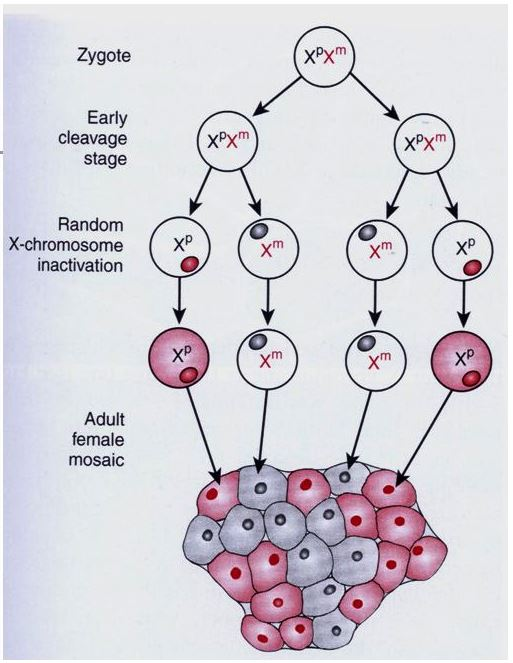 Zygote
XᵖXᵐ
Early
cleavage
stage
XᵖXᵐ
XᵖXᵐ
Random
X-chromosome
inactivation
Xᵖ
Xᵐ
Xᵐ
Xᵖ
Xᵖ
Xᵐ
Xᵐ
Xᵖ
Adult
female
mosaic